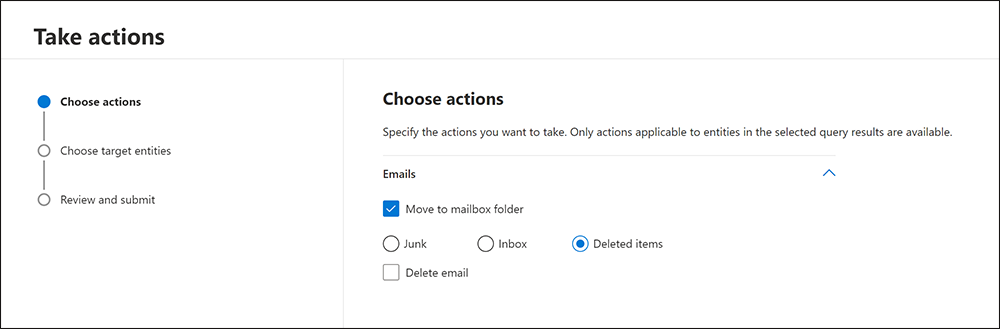 Take actions
Choose actions
Choose target entities
Review and submit
Choose actions
Specify the actions you want to take. Only actions applicable to entities in the selected query results are available.
Emails
Move to mailbox folder
Junk Inbox Deleted items
Delete email